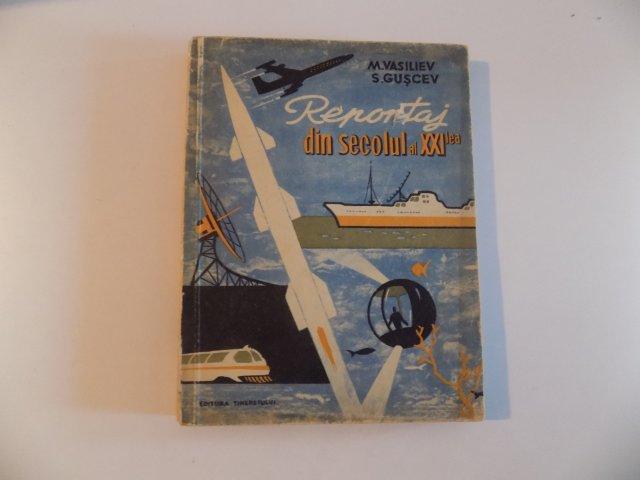 M. VASILIEV
S. GUȘCEV
Reportaj
din secolul al XXI lea
EDITURA TINERETULUI